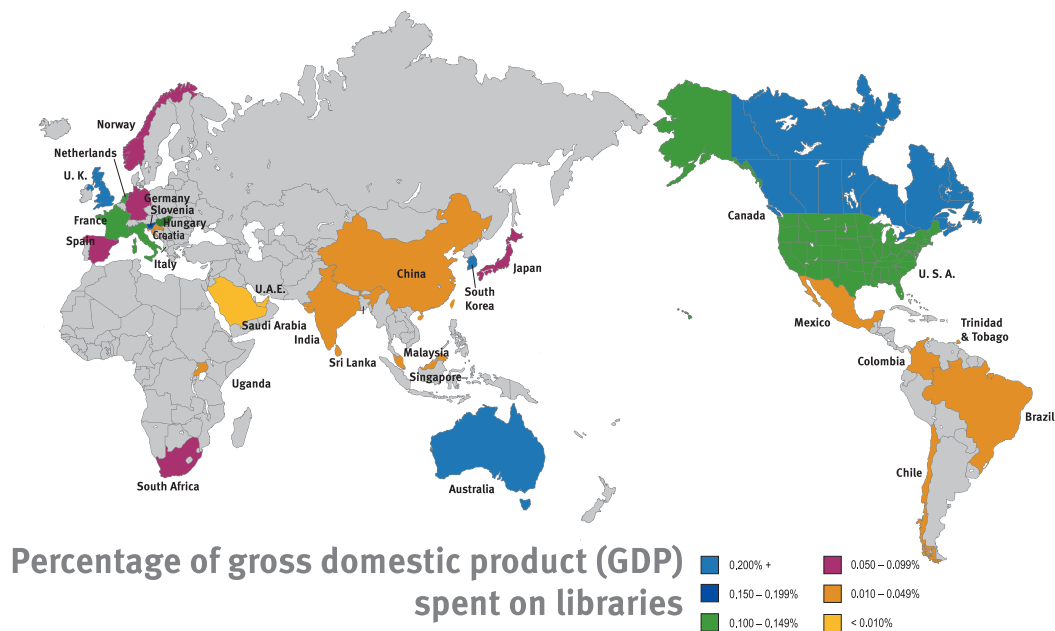 Norway
Netherlands
U. K.
Germany
Slovenia
France
Hungary
Croatia
Spain
Italy
Canada
China
Japan
U. S. A.
U.A.E.
South
Korea
Saudi Arabia
India
Mexico
Trinidad
& Tobago
Malaysia
Sri Lanka
Colombia
Singapore
Uganda
Brazil
Chile
South Africa
Australia
Percentage of gross domestic product (GDP)
spent on libraries
0,200% +
0,150 – 0,199%
0,100 – 0,149%
0.050 – 0.099%
0.010 – 0.049%
< 0.010%